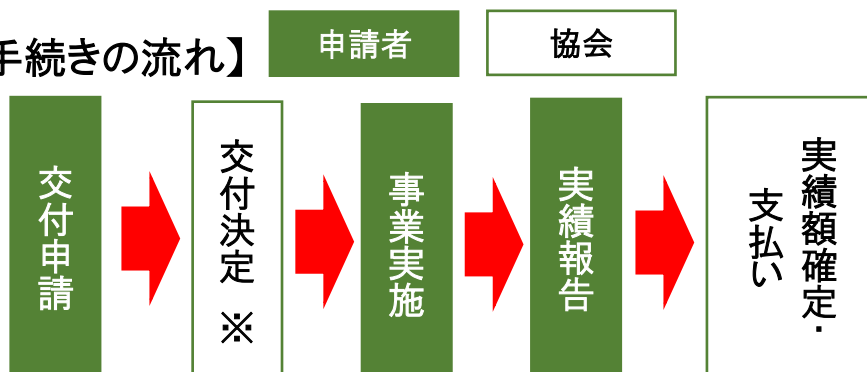 手続きの流れ】
申請者
協会
交付申請
交付決定 ※
事業実施
実績報告
実績額確定・
支払い